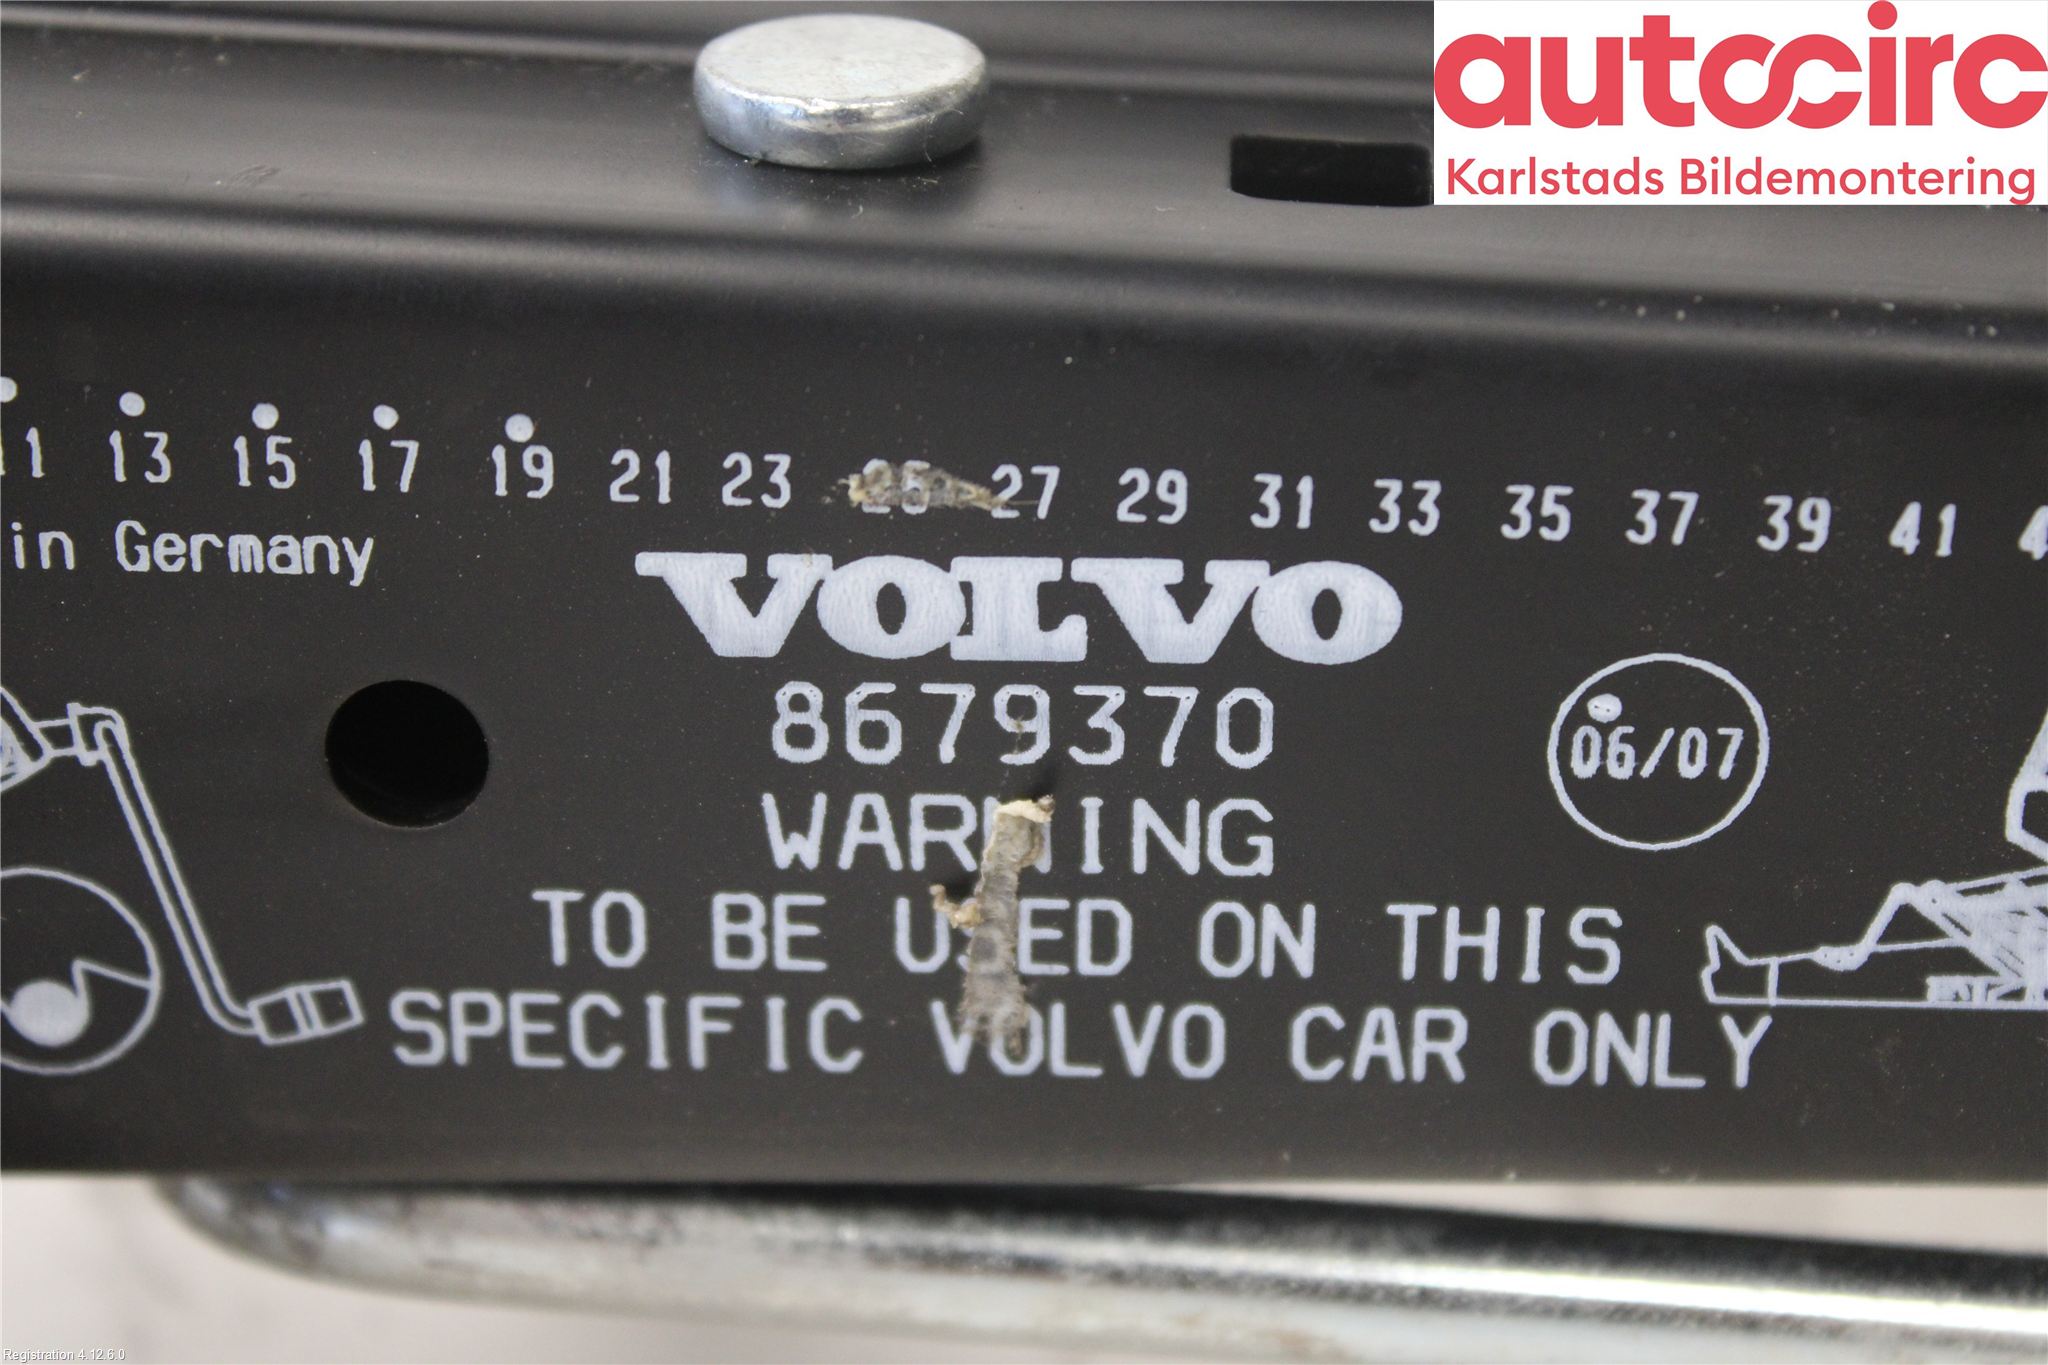 autocirc
Karlstads Bildemontering
13 15 17 19 21 23 25 27 29 31 33 35 37 39 41
in Germany
VOLVO
8679370
06/07
WARNING
TO BE USED ON THIS
SPECIFIC VOLVO CAR ONLY
Registration 4.12.6.0